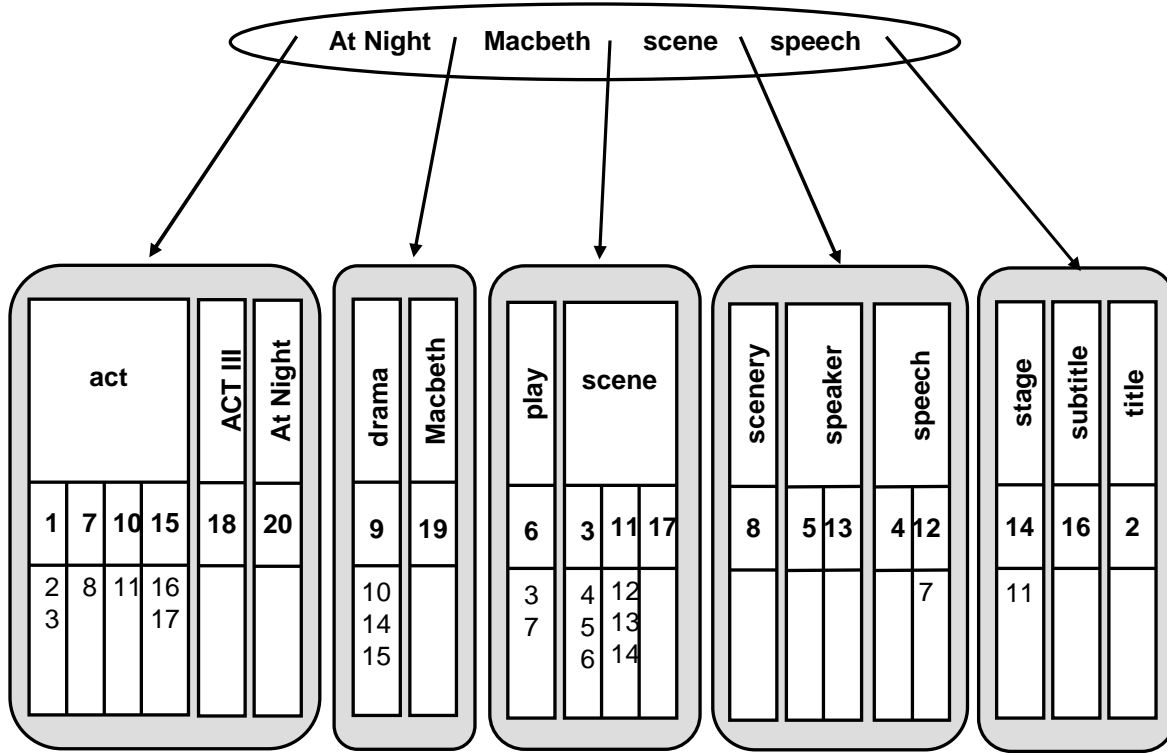 At Night Macbeth scene speech
act ACT III At Night drama Macbeth play scene scenery speaker speech stage subtitle title
1 7 10 15 18 20 9 19 6 3 11 17 8 5 13 4 12 14 16 2
2 8 11 16 10 3 4 12 7 11
3 17 14 7 5 13
15 6 14